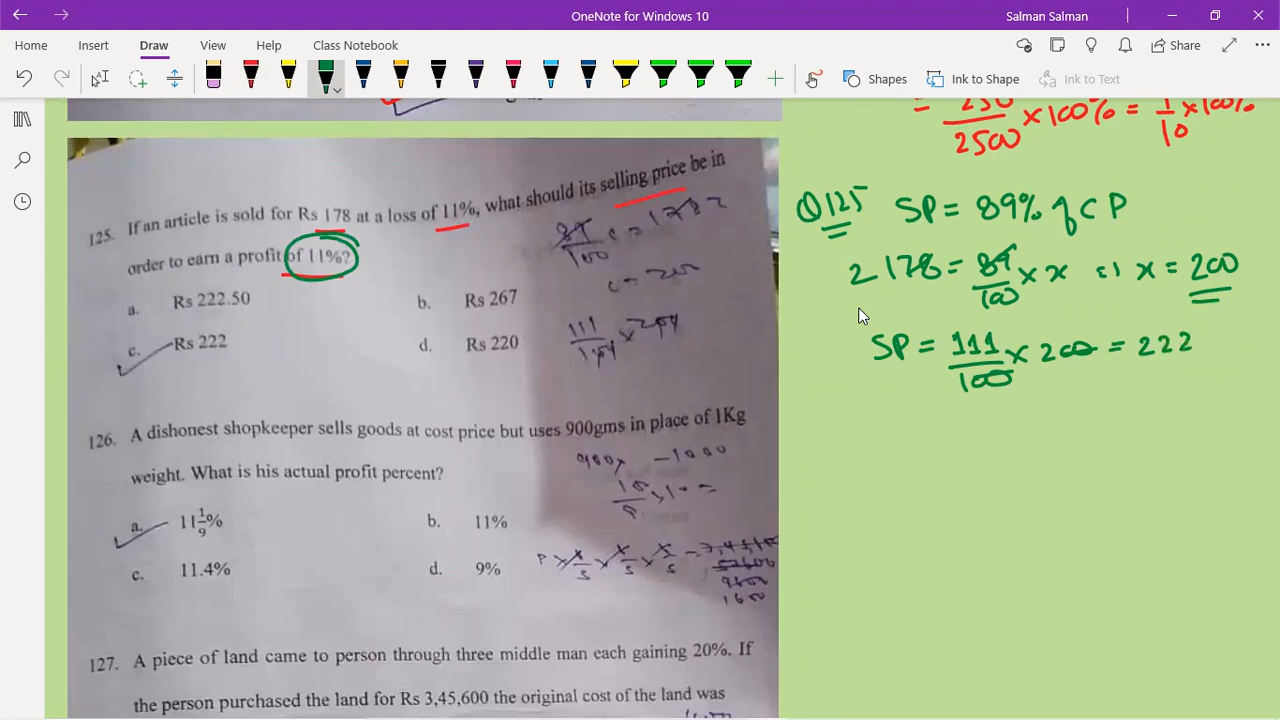 OneNote for Windows 10
Salman Salman
Home Insert Draw View Help Class Notebook
Share
Shapes Ink to Shape Ink to Text
2500 × 100% = 1/10 × 100%
125. If an article is sold for Rs 178 at a loss of 11%, what should its selling price be in
order to earn a profit of 11%?
a. Rs 222.50 b. Rs 267
c. Rs 222 d. Rs 220
126. A dishonest shopkeeper sells goods at cost price but uses 900gms in place of 1Kg
weight. What is his actual profit percent?
a. 11 1/9% b. 11%
c. 11.4% d. 9%
127. A piece of land came to person through three middle man each gaining 20%. If
the person purchased the land for Rs 3,45,600 the original cost of the land was
Q125 SP = 89% of CP
2 178 = 89/100 × x x = 200
SP = 111/100 × 200 = 222